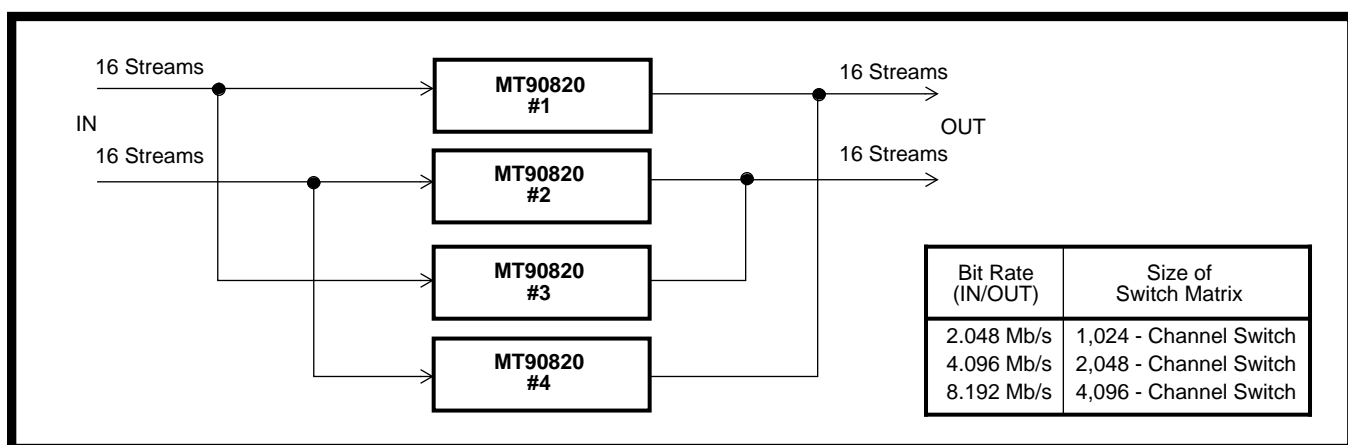 16 Streams
MT90820
#1
16 Streams
IN
OUT
16 Streams
MT90820
#2
16 Streams
MT90820
#3
MT90820
#4
Bit Rate
(IN/OUT)
Size of
Switch Matrix
2.048 Mb/s 1,024 - Channel Switch
4.096 Mb/s 2,048 - Channel Switch
8.192 Mb/s 4,096 - Channel Switch